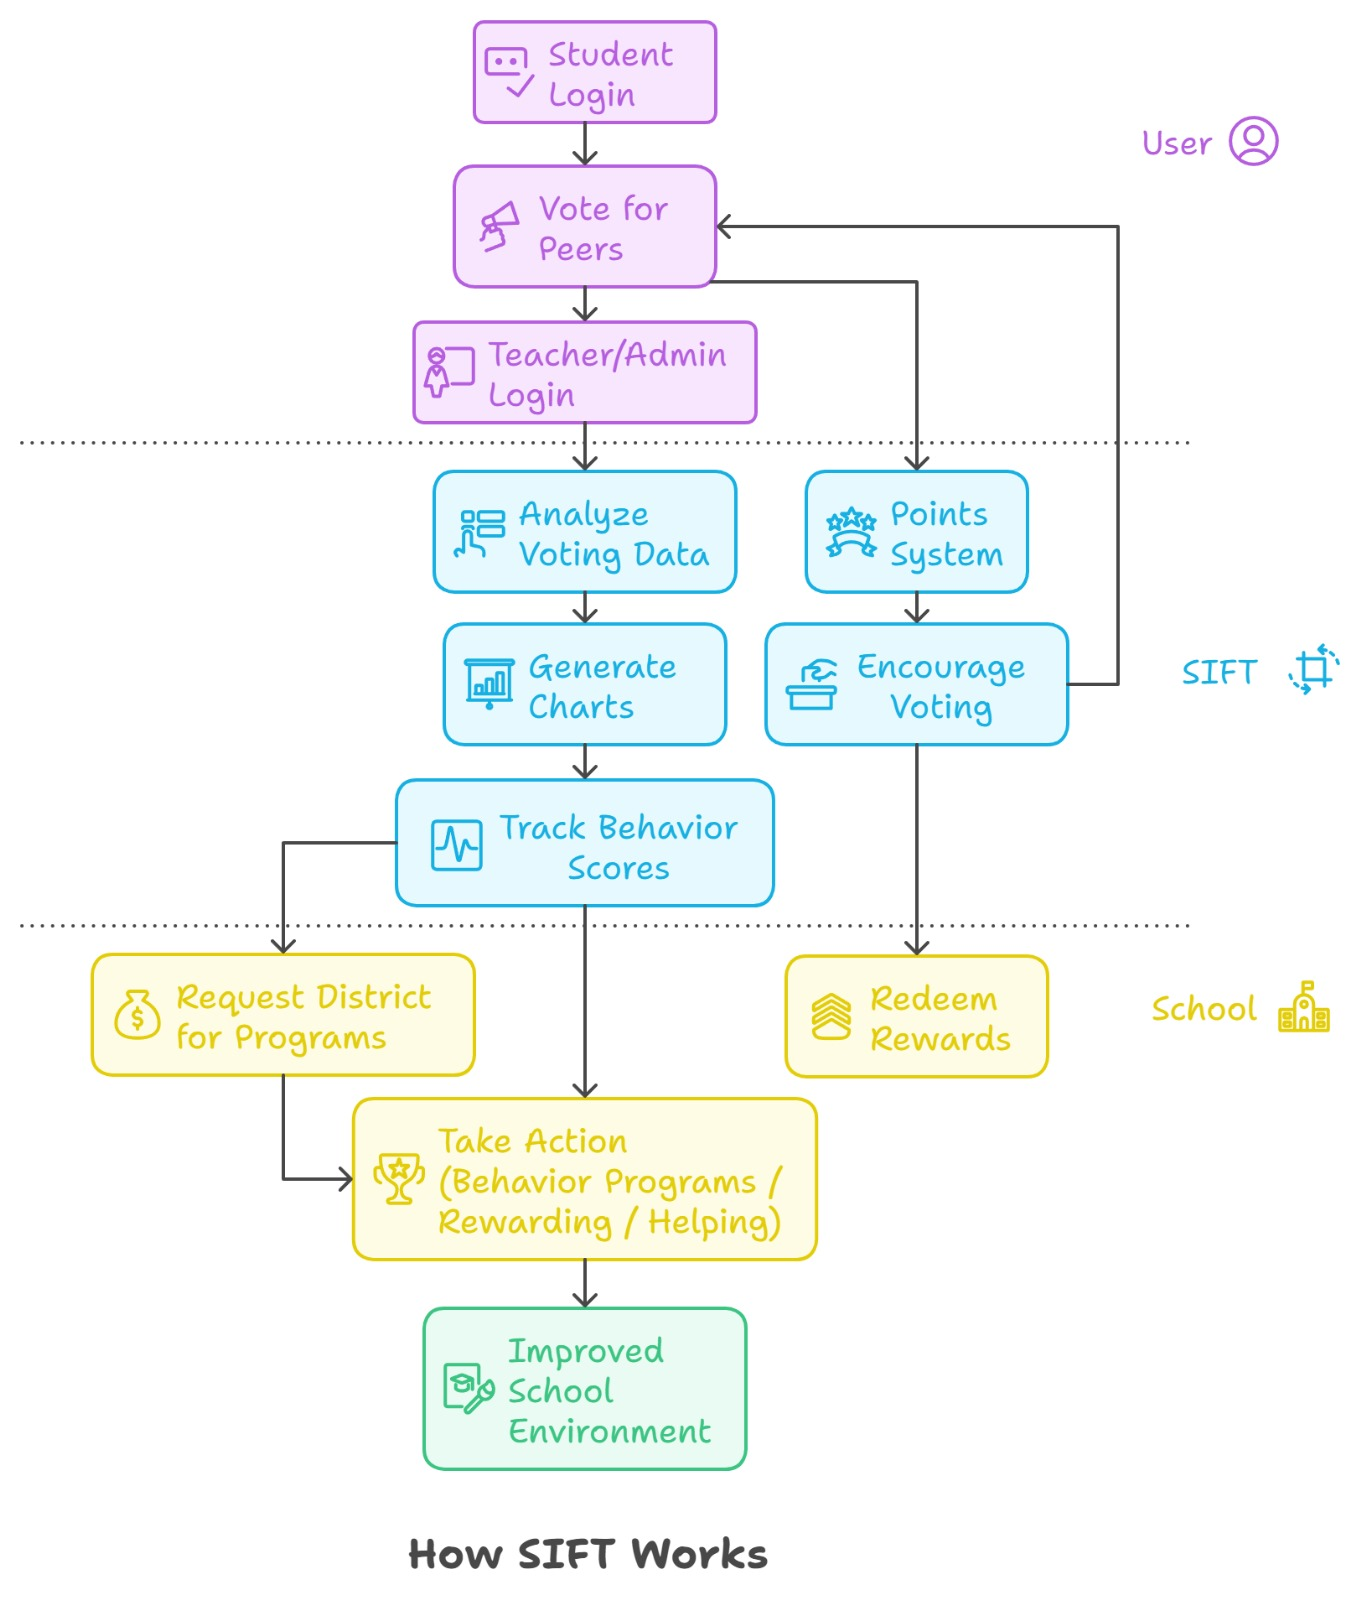 Student
Login
User
Vote for
Peers
Teacher/Admin
Login
Analyze
Voting Data
Points
System
Generate
Charts
Encourage
Voting
SIFT
Track Behavior
Scores
Request District
for Programs
Redeem
Rewards
School
Take Action
(Behavior Programs /
Rewarding / Helping)
Improved
School
Environment
How SIFT Works